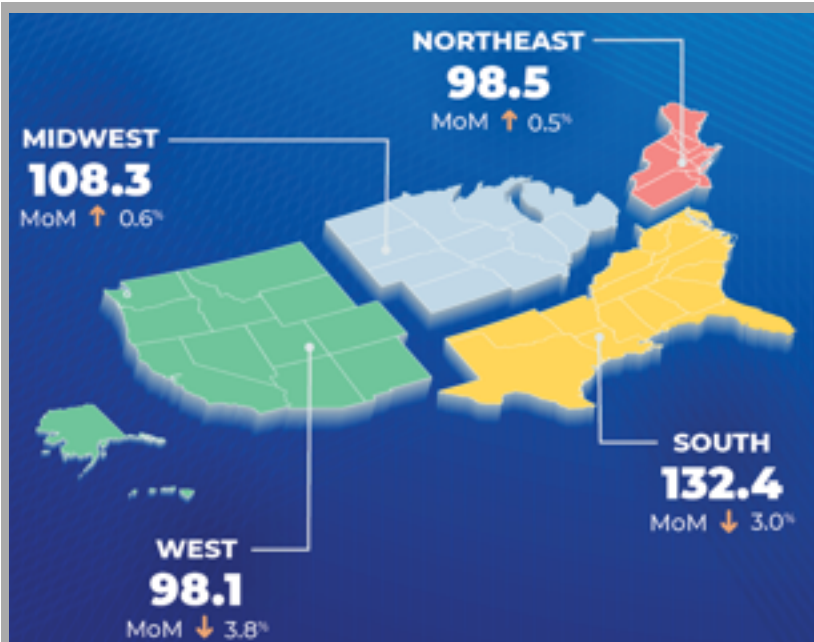 NORTHEAST
98.5
MoM ↑ 0.5%
MIDWEST
108.3
MoM ↑ 0.6%
SOUTH
132.4
MoM ↓ 3.0%
WEST
98.1
MoM ↓ 3.8%